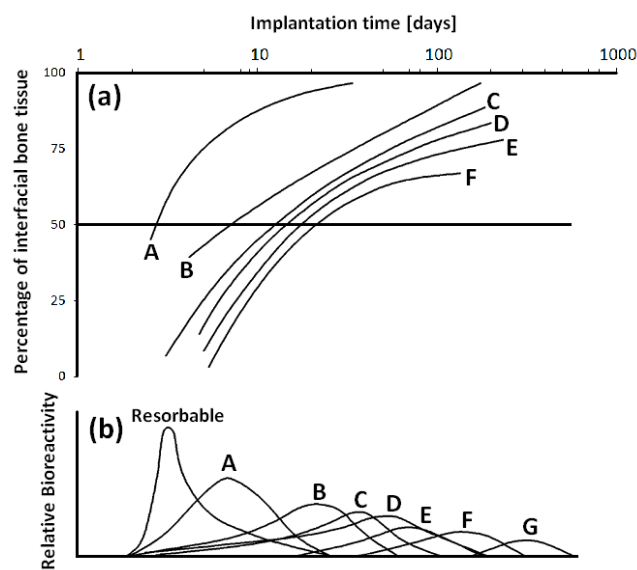 Implantation time [days]
1 10 100 1000
100
(a)
75
50
25
0
Percentage of interfacial bone tissue
A
B
C
D
E
F
(b)
Relative Bioreactivity
Resorbable
A
B
C
D
E
F
G